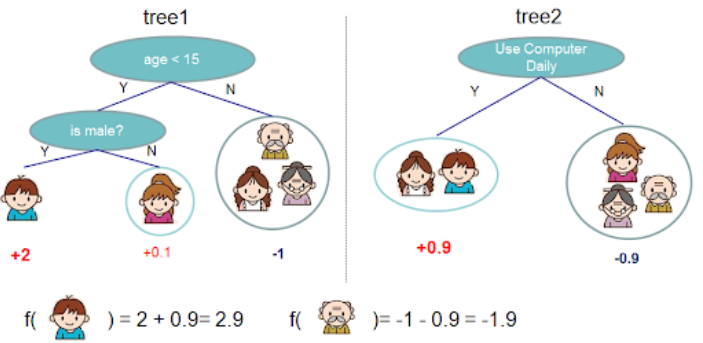 tree1
tree2
age < 15
Use Computer
Daily
Y
N
Y
N
is male?
Y
N
+2
+0.1
-1
+0.9
-0.9
f( ) = 2 + 0.9= 2.9
f( )= -1 - 0.9 = -1.9